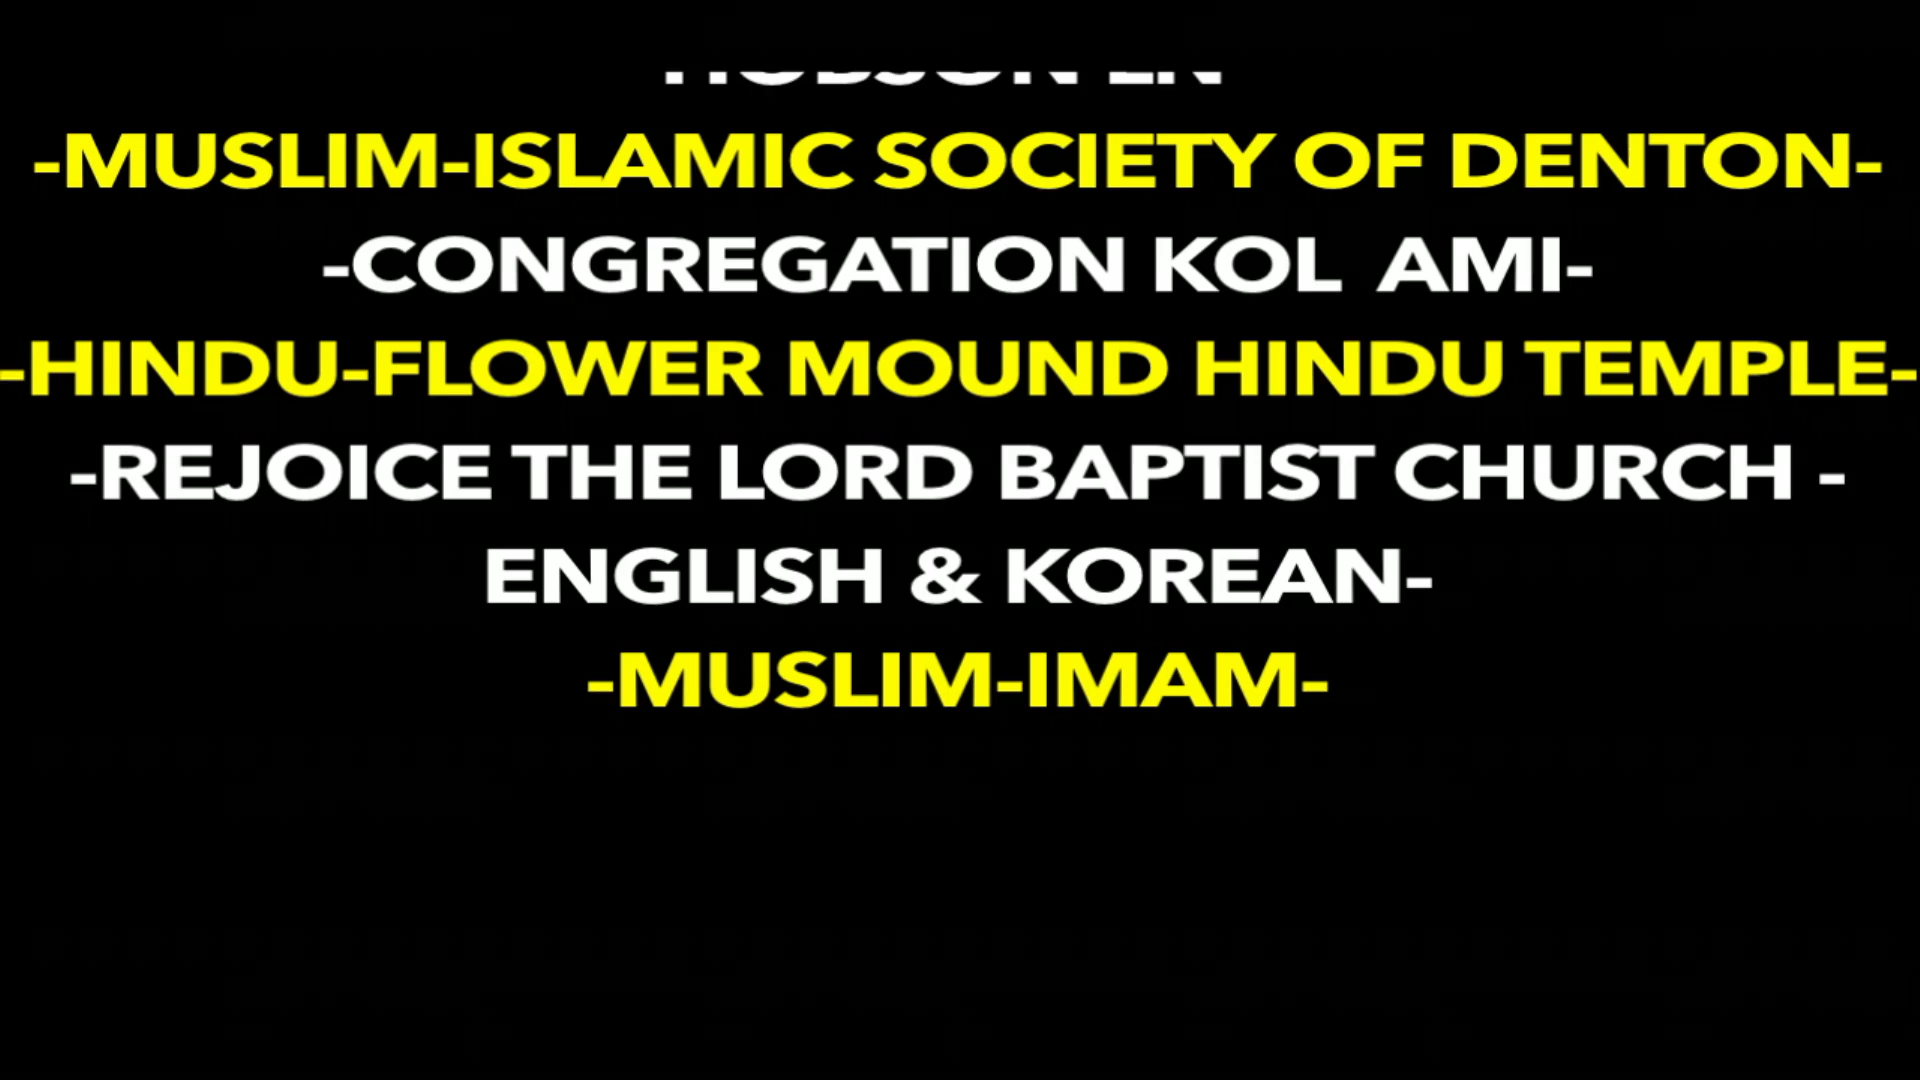 -MUSLIM-ISLAMIC SOCIETY OF DENTON-
-CONGREGATION KOL AMI-
-HINDU-FLOWER MOUND HINDU TEMPLE-
-REJOICE THE LORD BAPTIST CHURCH -
ENGLISH & KOREAN-
-MUSLIM-IMAM-